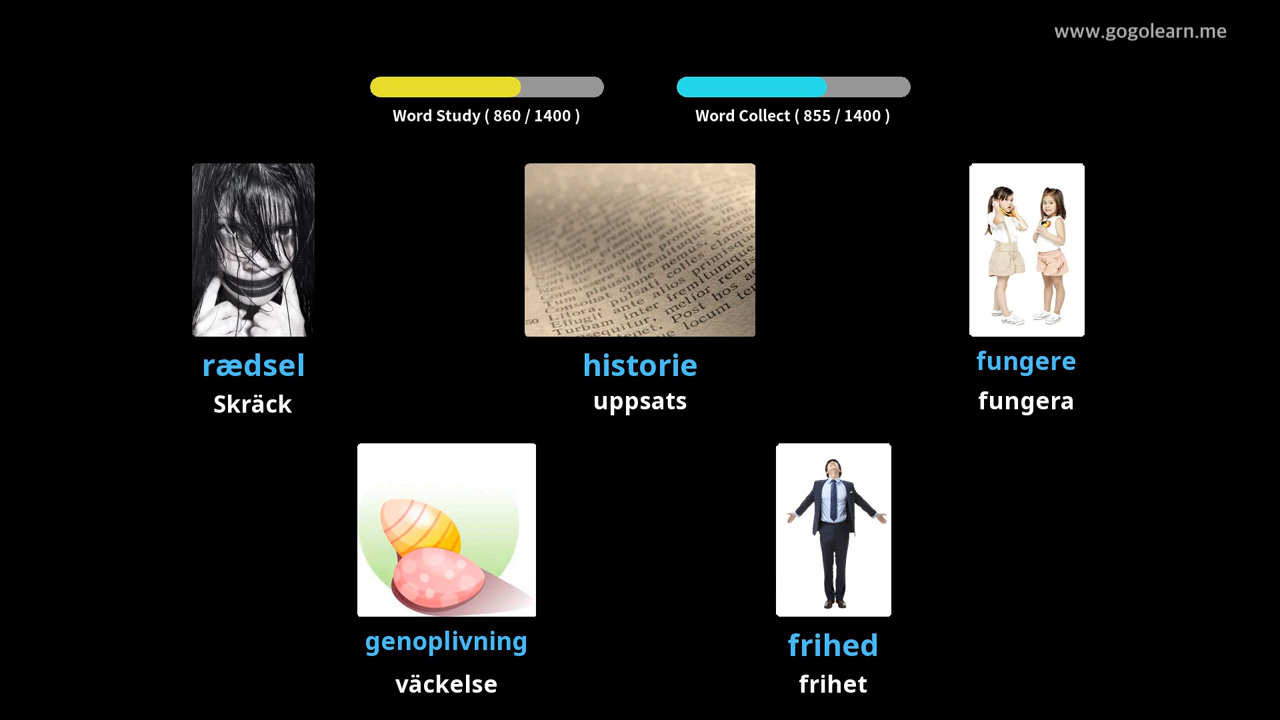 www.gogolearn.me
Word Study ( 860 / 1400 )
Word Collect ( 855 / 1400 )
rædsel
Skräck
historie
uppsats
fungere
fungera
genoplivning
väckelse
frihed
frihet